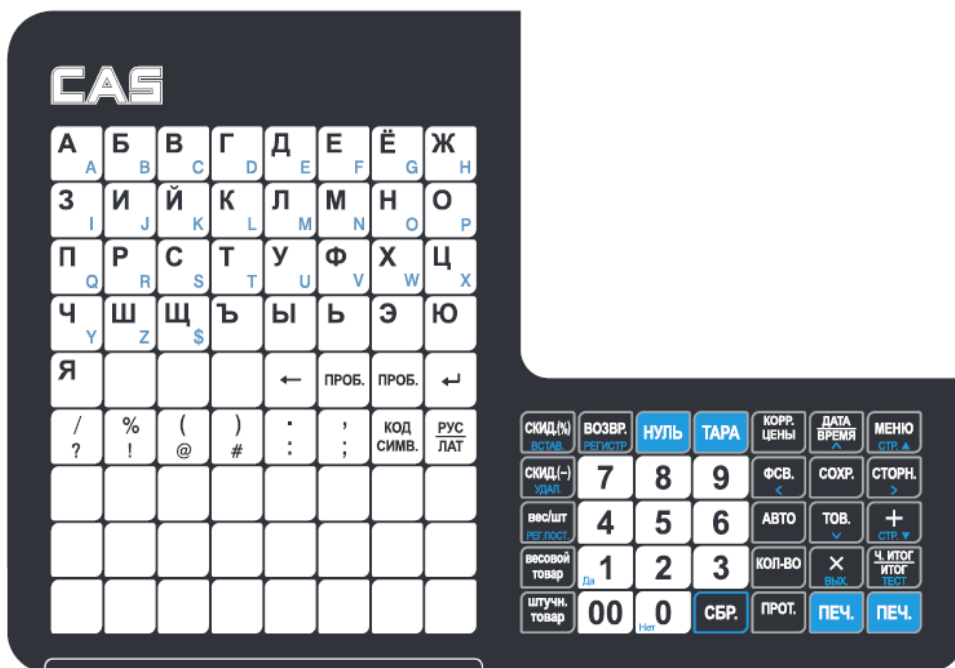 CAS
А A Б B В C Г D Д E Е F Ё G Ж H
З I И J Й K К L Л M М N Н O О P
П Q Р R С S Т T У U Ф V Х W Ц X
Ч Y Ш Z Щ $ Ъ Ы Ь Э Ю
Я ← ПРОБ. ПРОБ. ↵
/ % ( ) . , КОД РУС
? ! @ # : ; СИМВ. ЛАТ
СКИД.(%) ВОЗВР. НУЛЬ ТАРА КОРР. ЦЕНЫ ДАТА ВРЕМЯ МЕНЮ
ВСТАВ. РЕГИСТР ^ СТР. ▲
СКИД.(−) 7 8 9 ФСВ. СОХР. СТОРН.
УДАЛ. < >
вес/шт 4 5 6 АВТО ТОВ. +
РЕГ.ПОСТ. ˅ СТР. ▼
весовой товар 1 2 3 КОЛ-ВО × Ч. ИТОГ ИТОГ
Да ВЫХ. ТЕСТ
штучн. товар 00 0 СБР. ПРОТ. ПЕЧ. ПЕЧ.
Нет